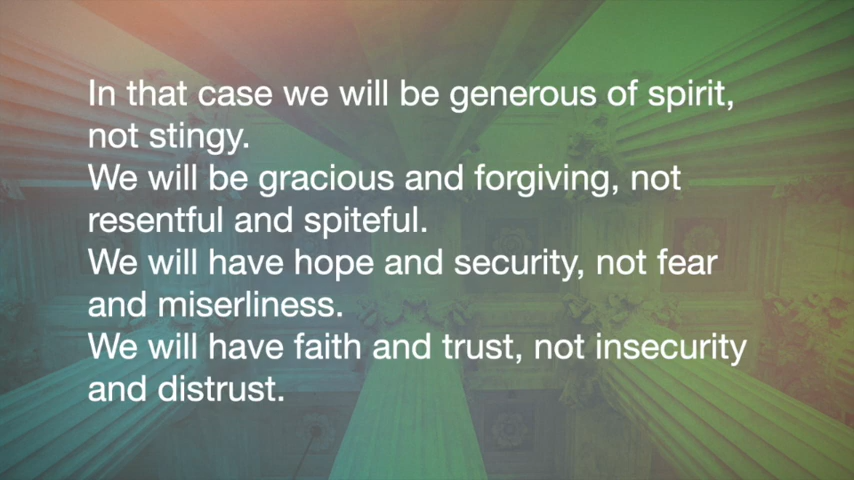 In that case we will be generous of spirit,
not stingy.
We will be gracious and forgiving, not
resentful and spiteful.
We will have hope and security, not fear
and miserliness.
We will have faith and trust, not insecurity
and distrust.